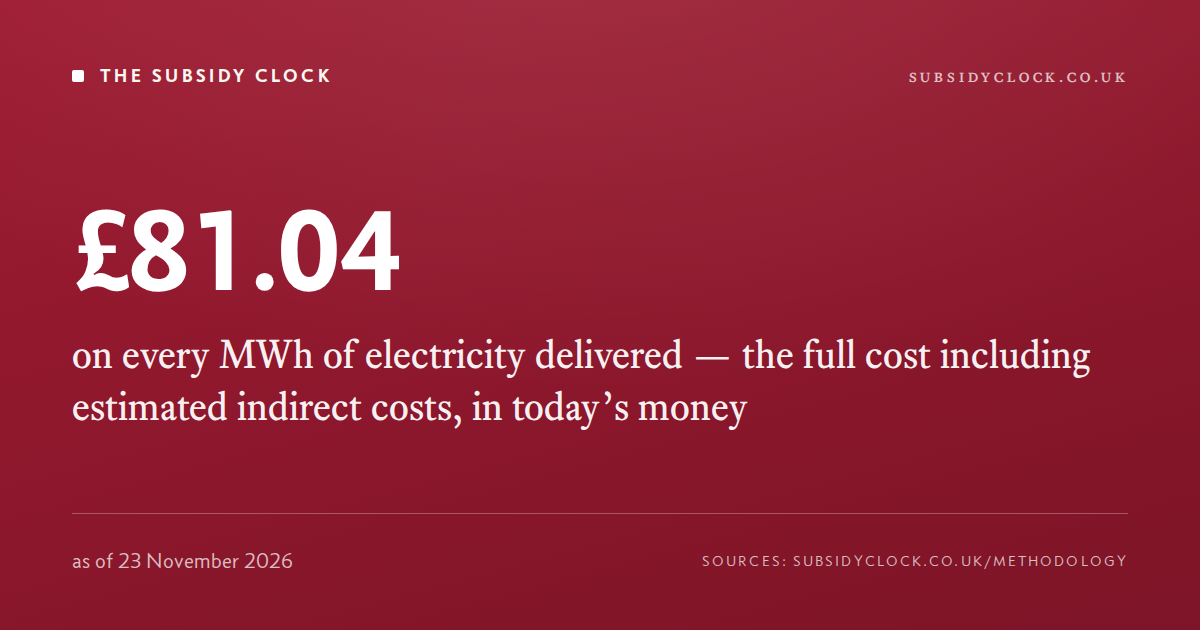 THE SUBSIDY CLOCK
SUBSIDYCLOCK.CO.UK
£81.04
on every MWh of electricity delivered — the full cost including
estimated indirect costs, in today’s money
as of 23 November 2026
SOURCES: SUBSIDYCLOCK.CO.UK/METHODOLOGY